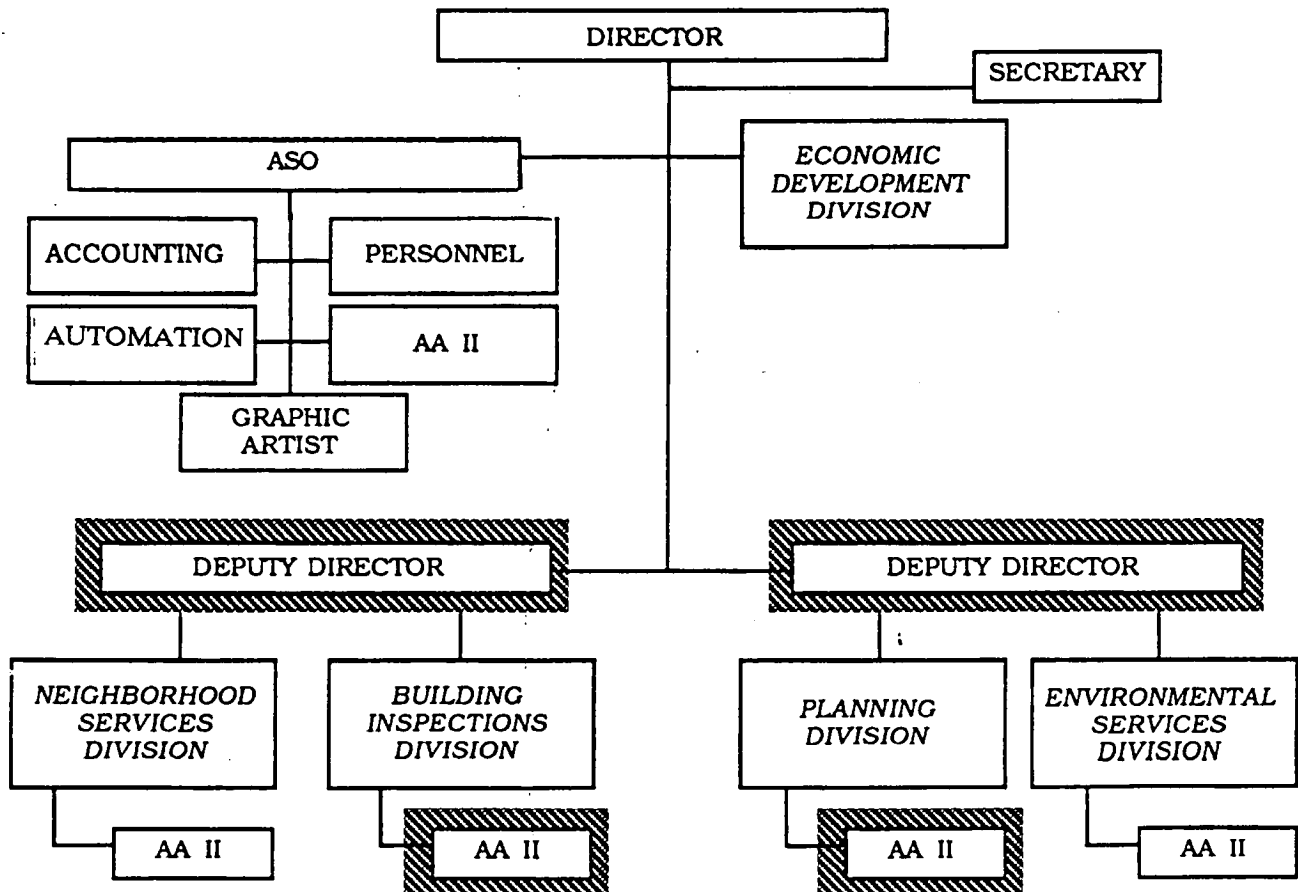 DIRECTOR
SECRETARY
ASO
ECONOMIC
DEVELOPMENT
DIVISION
ACCOUNTING
PERSONNEL
AUTOMATION
AA II
GRAPHIC
ARTIST
DEPUTY DIRECTOR
DEPUTY DIRECTOR
NEIGHBORHOOD
SERVICES
DIVISION
BUILDING
INSPECTIONS
DIVISION
PLANNING
DIVISION
ENVIRONMENTAL
SERVICES
DIVISION
AA II
AA II
AA II
AA II